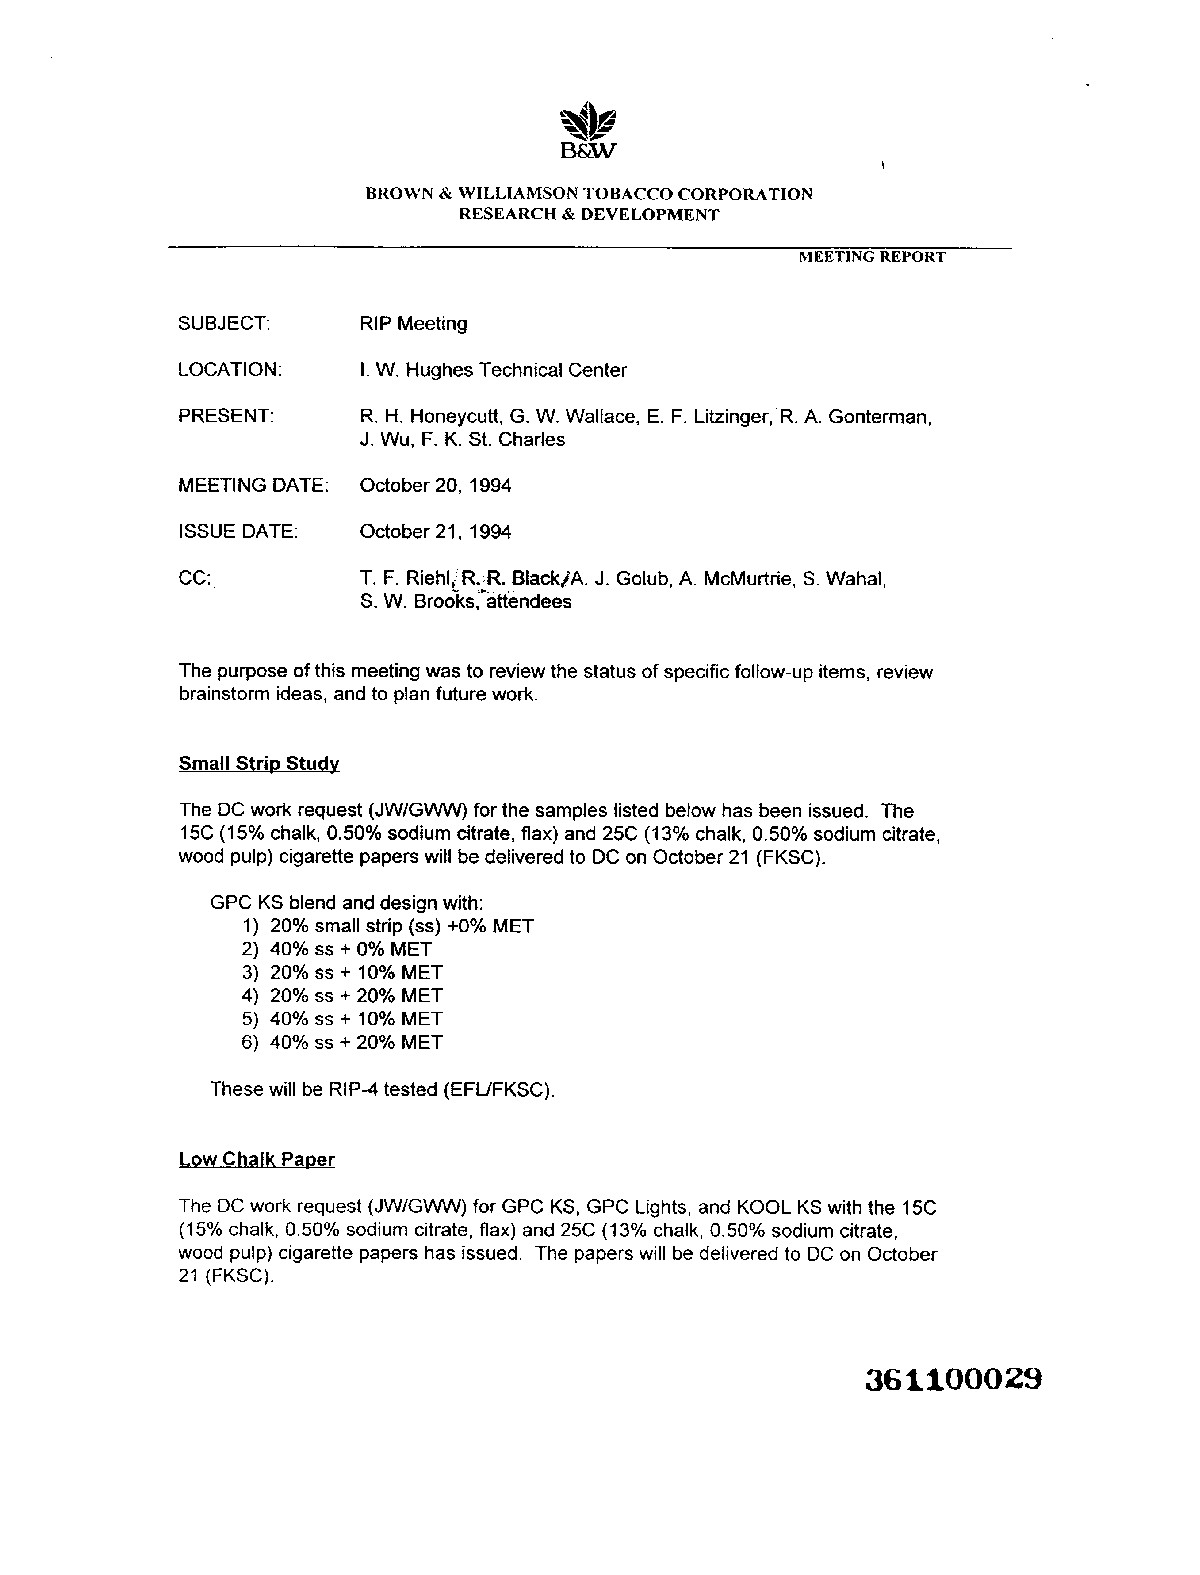 B&W
BROWN & WILLIAMSON TOBACCO CORPORATION
RESEARCH & DEVELOPMENT
MEETING REPORT
SUBJECT: RIP Meeting
LOCATION: I. W. Hughes Technical Center
PRESENT: R. H. Honeycutt, G. W. Wallace, E. F. Litzinger, R. A. Gonterman,
J. Wu, F. K. St. Charles
MEETING DATE: October 20, 1994
ISSUE DATE: October 21, 1994
CC: T. F. Riehl, R. R. Black/A. J. Golub, A. McMurtrie, S. Wahal,
S. W. Brooks, attendees
The purpose of this meeting was to review the status of specific follow-up items, review
brainstorm ideas, and to plan future work.
Small Strip Study
The DC work request (JW/GWW) for the samples listed below has been issued. The
15C (15% chalk, 0.50% sodium citrate, flax) and 25C (13% chalk, 0.50% sodium citrate,
wood pulp) cigarette papers will be delivered to DC on October 21 (FKSC).
GPC KS blend and design with:
1) 20% small strip (ss) +0% MET
2) 40% ss + 0% MET
3) 20% ss + 10% MET
4) 20% ss + 20% MET
5) 40% ss + 10% MET
6) 40% ss + 20% MET
These will be RIP-4 tested (EFL/FKSC).
Low Chalk Paper
The DC work request (JW/GWW) for GPC KS, GPC Lights, and KOOL KS with the 15C
(15% chalk, 0.50% sodium citrate, flax) and 25C (13% chalk, 0.50% sodium citrate,
wood pulp) cigarette papers has issued. The papers will be delivered to DC on October
21 (FKSC).
361100029